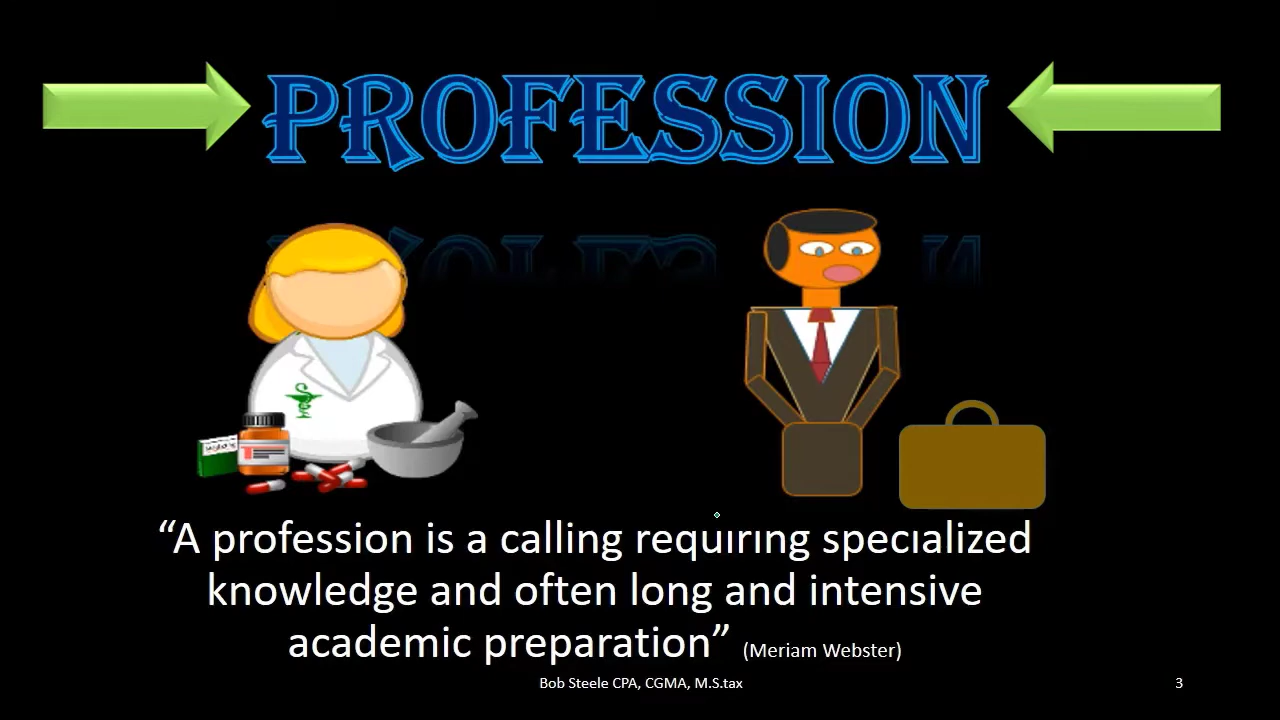 PROFESSION
“A profession is a calling requiring specialized
knowledge and often long and intensive
academic preparation” (Meriam Webster)
Bob Steele CPA, CGMA, M.S.tax
3